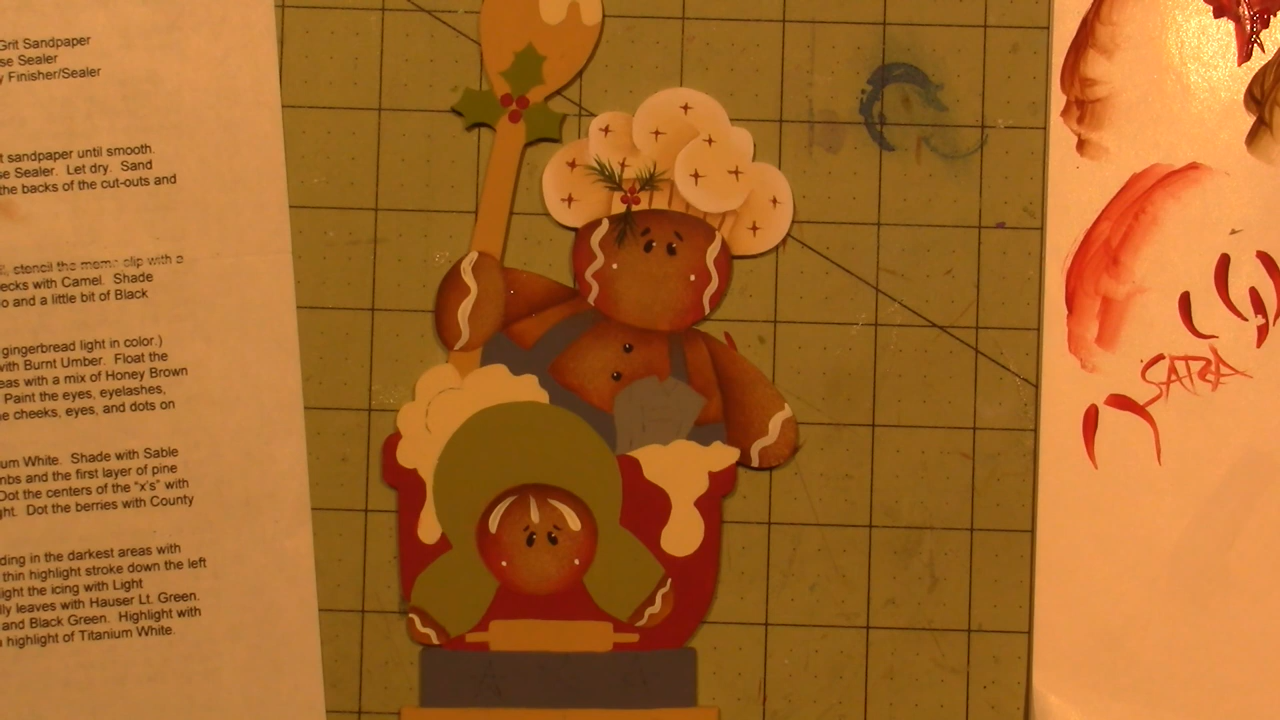 Grit Sandpaper
se Sealer
y Finisher/Sealer
t sandpaper until smooth.
se Sealer. Let dry. Sand
the backs of the cut-outs and
stencil the memo clip with a
ecks with Camel. Shade
o and a little bit of Black
gingerbread light in color.)
with Burnt Umber. Float the
eas with a mix of Honey Brown
Paint the eyes, eyelashes,
he cheeks, eyes, and dots on
um White. Shade with Sable
mbs and the first layer of pine
Dot the centers of the "x's" with
ght. Dot the berries with County
ding in the darkest areas with
thin highlight stroke down the left
light the icing with Light
lly leaves with Hauser Lt. Green.
and Black Green. Highlight with
a highlight of Titanium White.
SARA